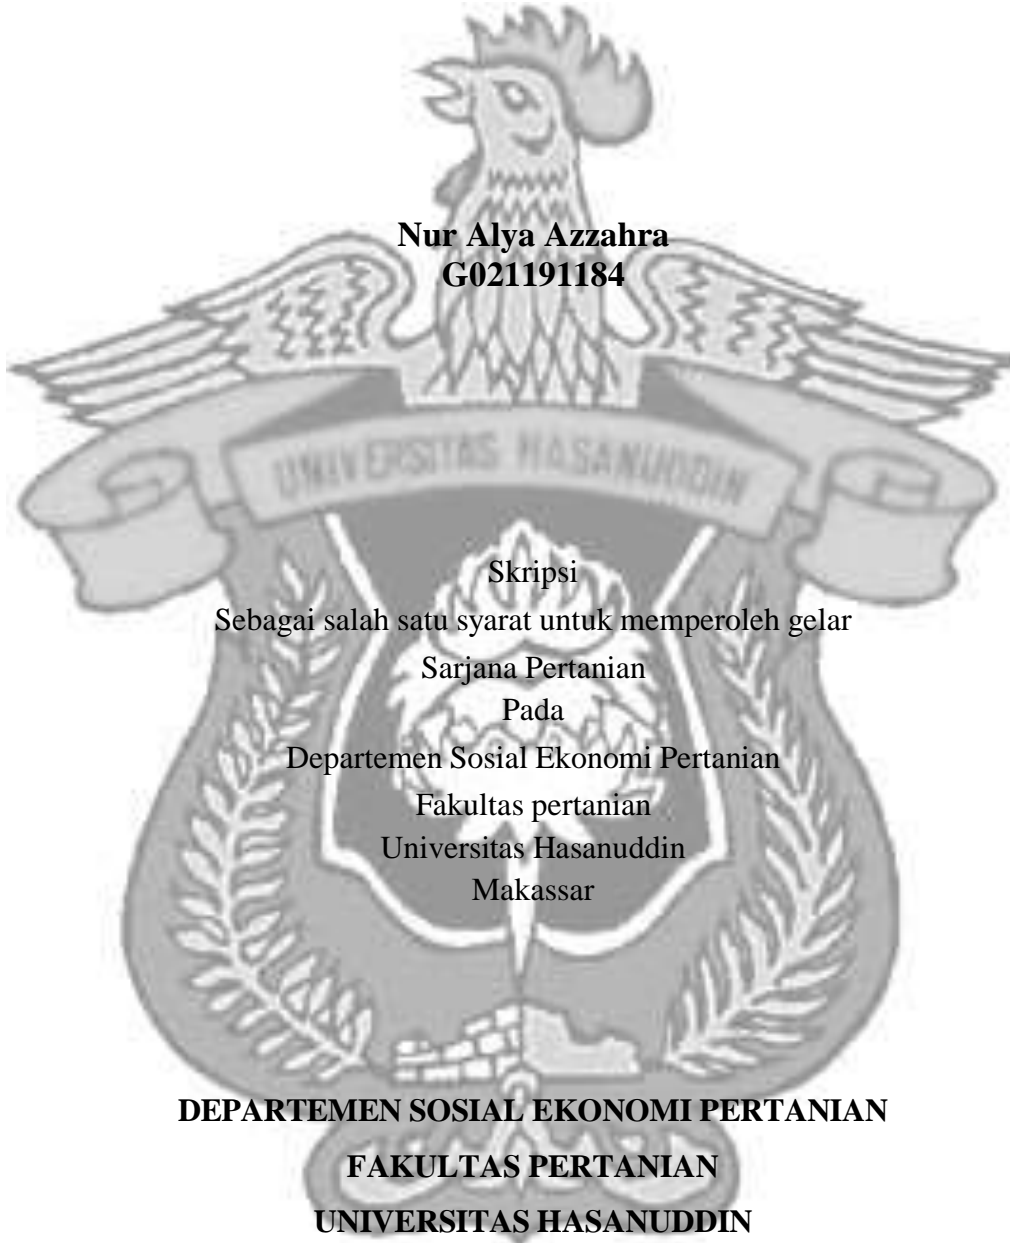 Nur Alya Azzahra
G021191184
UNIVERSITAS HASANUDDIN
Skripsi
Sebagai salah satu syarat untuk memperoleh gelar
Sarjana Pertanian
Pada
Departemen Sosial Ekonomi Pertanian
Fakultas pertanian
Universitas Hasanuddin
Makassar
DEPARTEMEN SOSIAL EKONOMI PERTANIAN
FAKULTAS PERTANIAN
UNIVERSITAS HASANUDDIN